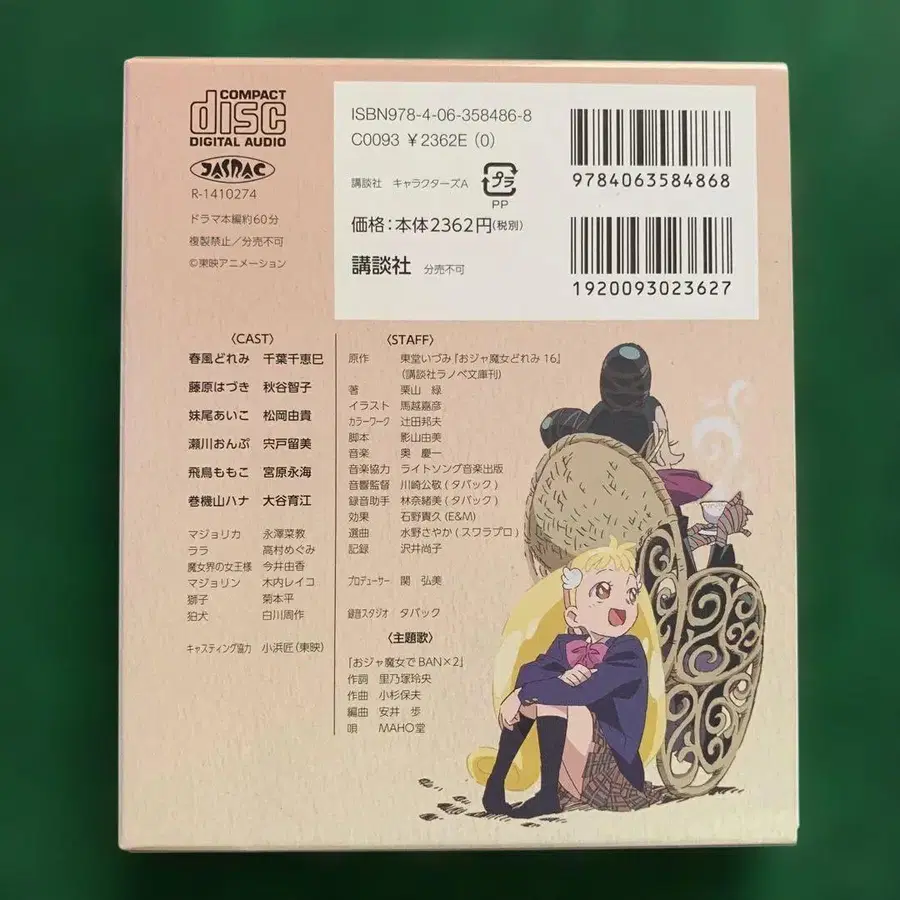 COMPACT
disc
DIGITAL AUDIO
JASRAC
R-1410274
ドラマ本編約60分
複製禁止／分売不可
©東映アニメーション
ISBN978-4-06-358486-8
C0093 ¥2362E (0)
講談社 キャラクターズA
プラ
PP
価格：本体2362円(税別)
講談社 分売不可
9784063584868
1920093023627
〈CAST〉
春風どれみ 千葉千恵巳
藤原はづき 秋谷智子
妹尾あいこ 松岡由貴
瀬川おんぷ 宍戸留美
飛鳥ももこ 宮原永海
巻機山ハナ 大谷育江
マジョリカ 永澤菜教
ララ 高村めぐみ
魔女界の女王様 今井由香
マジョリン 木内レイコ
獅子 菊本平
狛犬 白川周作
キャスティング協力 小浜匠(東映)
〈STAFF〉
原作 東堂いづみ『おジャ魔女どれみ16』
(講談社ラノベ文庫刊)
著 栗山 緑
イラスト 馬越嘉彦
カラーワーク 辻田邦夫
脚本 影山由美
音楽 奥 慶一
音楽協力 ライトソング音楽出版
音響監督 川崎公敬(タバック)
録音助手 林奈緒美(タバック)
効果 石野貴久(E&M)
選曲 水野さやか(スワラプロ)
記録 沢井尚子
プロデューサー 関 弘美
録音スタジオ タバック
〈主題歌〉
『おジャ魔女でBAN×2』
作詞 里乃塚玲央
作曲 小杉保夫
編曲 安井 歩
唄 MAHO堂